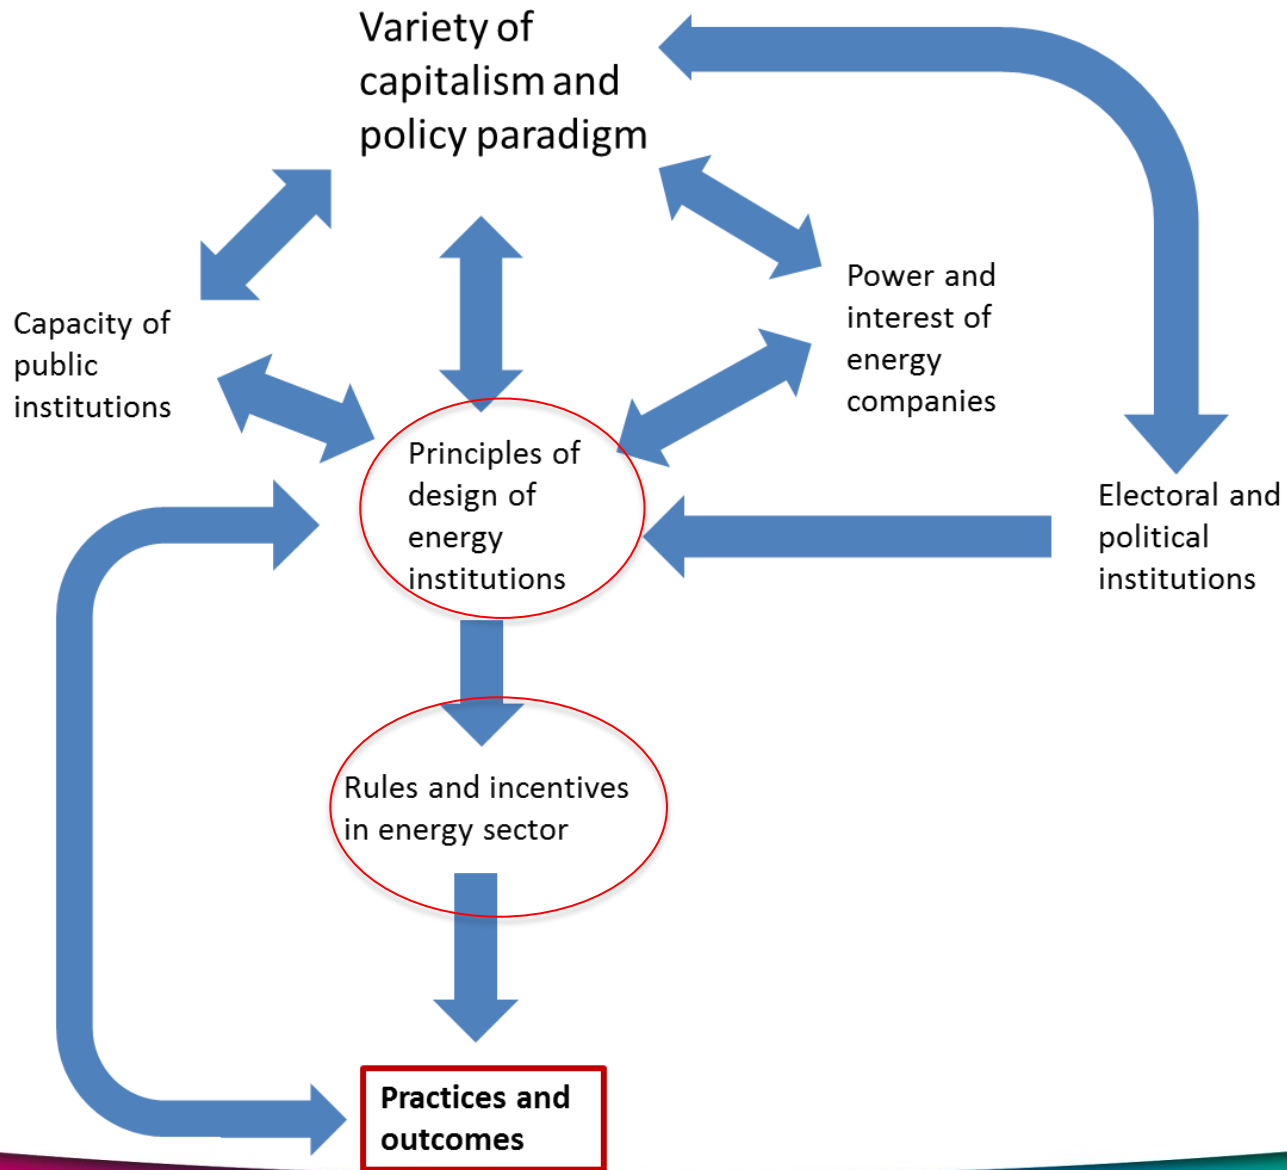 Variety of
capitalism and
policy paradigm
Power and
interest of
energy
companies
Capacity of
public
institutions
Principles of
design of
energy
institutions
Electoral and
political
institutions
Rules and incentives
in energy sector
Practices and
outcomes